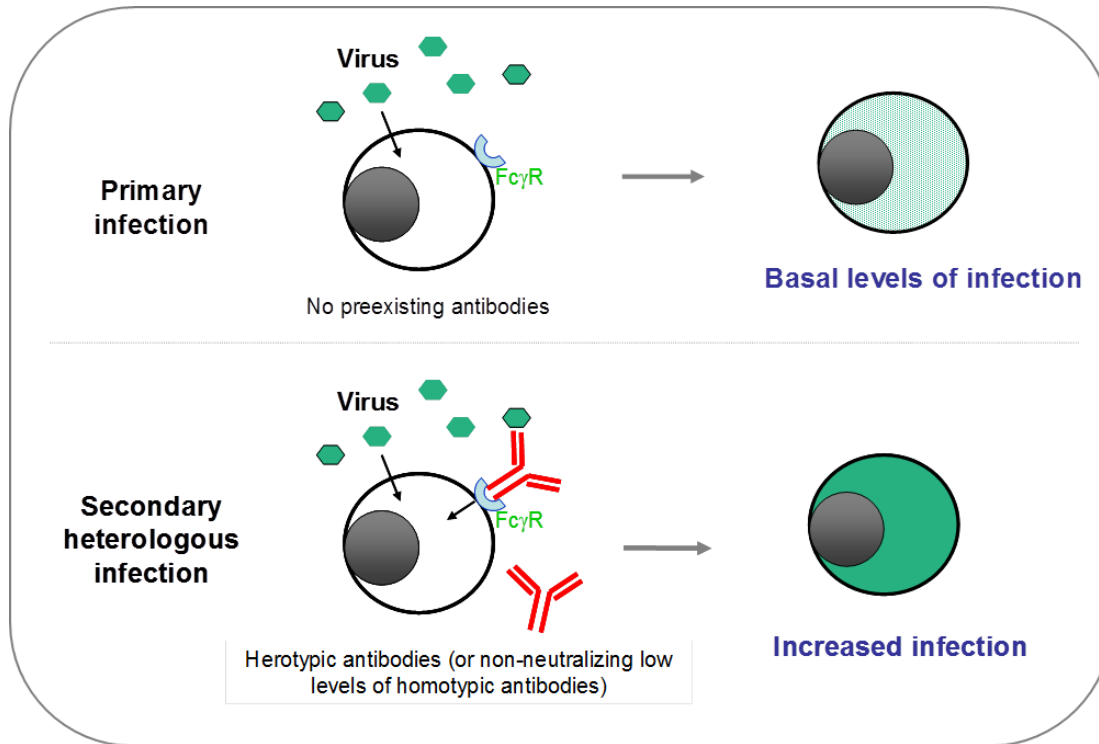 Virus
FcγR
Primary
infection
No preexisting antibodies
Basal levels of infection
Virus
FcγR
Secondary
heterologous
infection
Herotypic antibodies (or non-neutralizing low
levels of homotypic antibodies)
Increased infection